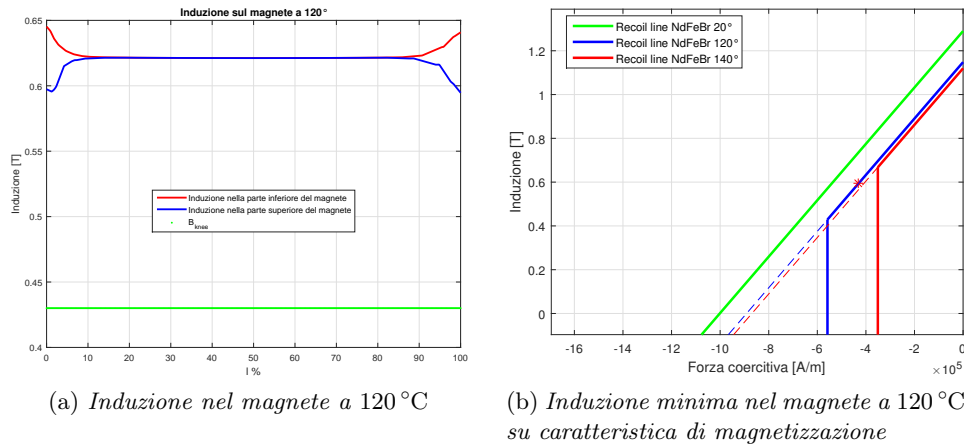 Induzione sul magnete a 120°
0.65
0.6
0.55
0.5
0.45
0.4
Induzione [T]
Induzione nella parte inferiore del magnete
Induzione nella parte superiore del magnete
B_knee
0 10 20 30 40 50 60 70 80 90 100
l %
(a) Induzione nel magnete a 120 °C
Recoil line NdFeBr 20°
Recoil line NdFeBr 120°
Recoil line NdFeBr 140°
1.2
1
0.8
0.6
0.4
0.2
0
Induzione [T]
-16 -14 -12 -10 -8 -6 -4 -2 0
Forza coercitiva [A/m]
×10^5
(b) Induzione minima nel magnete a 120 °C
su caratteristica di magnetizzazione